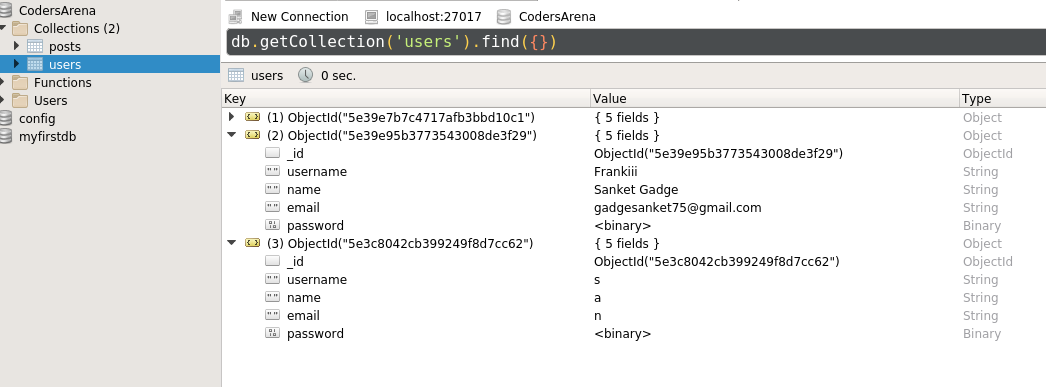 CodersArena
Collections (2)
posts
users
Functions
Users
config
myfirstdb
New Connection localhost:27017 CodersArena
db.getCollection('users').find({})
users 0 sec.
Key Value Type
(1) ObjectId("5e39e7b7c4717afb3bbd10c1") { 5 fields } Object
(2) ObjectId("5e39e95b3773543008de3f29") { 5 fields } Object
_id ObjectId("5e39e95b3773543008de3f29") ObjectId
username Frankiii String
name Sanket Gadge String
email gadgesanket75@gmail.com String
password <binary> Binary
(3) ObjectId("5e3c8042cb399249f8d7cc62") { 5 fields } Object
_id ObjectId("5e3c8042cb399249f8d7cc62") ObjectId
username s String
name a String
email n String
password <binary> Binary